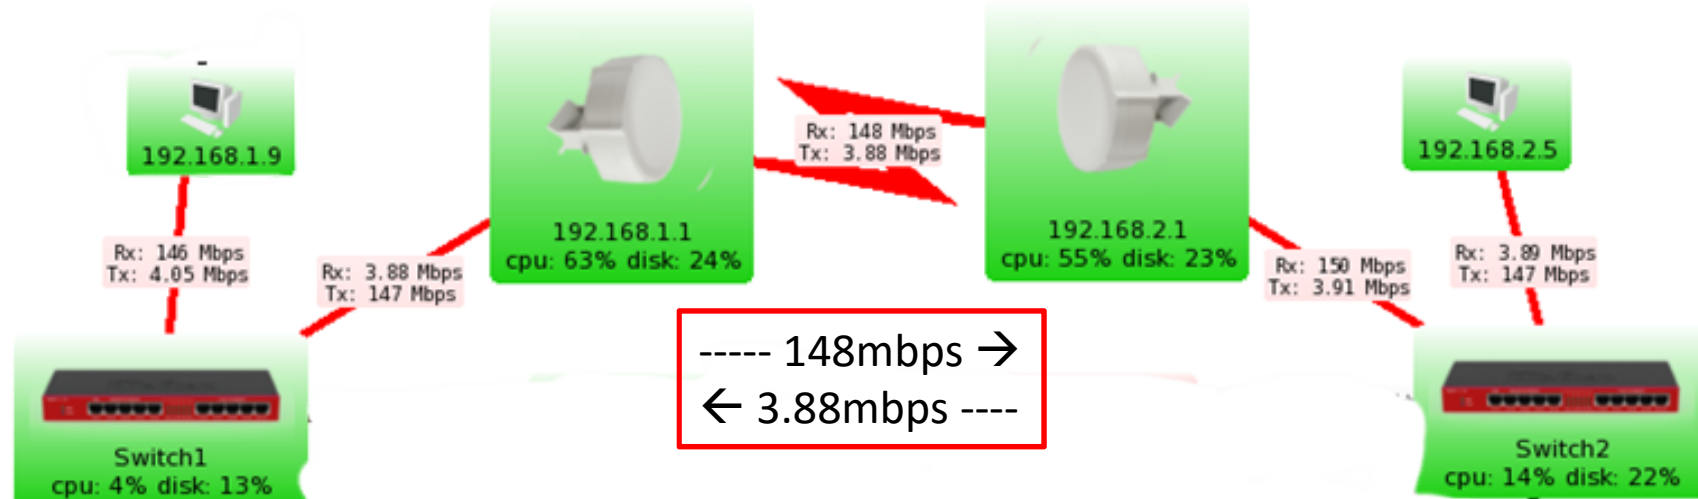 192.168.1.9
Rx: 146 Mbps
Tx: 4.05 Mbps
Rx: 3.88 Mbps
Tx: 147 Mbps
Switch1
cpu: 4% disk: 13%
192.168.1.1
cpu: 63% disk: 24%
Rx: 148 Mbps
Tx: 3.88 Mbps
192.168.2.1
cpu: 55% disk: 23%
----- 148mbps →
← 3.88mbps ----
192.168.2.5
Rx: 150 Mbps
Tx: 3.91 Mbps
Rx: 3.89 Mbps
Tx: 147 Mbps
Switch2
cpu: 14% disk: 22%